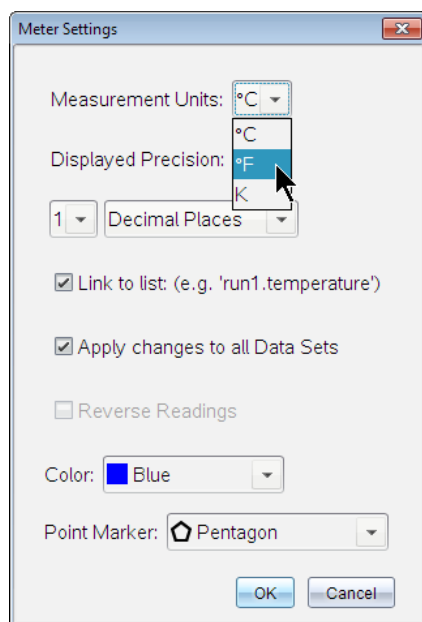 Meter Settings
Measurement Units: °C
°C
°F
K
Displayed Precision:
1 Decimal Places
Link to list: (e.g. 'run1.temperature')
Apply changes to all Data Sets
Reverse Readings
Color: Blue
Point Marker: Pentagon
OK Cancel